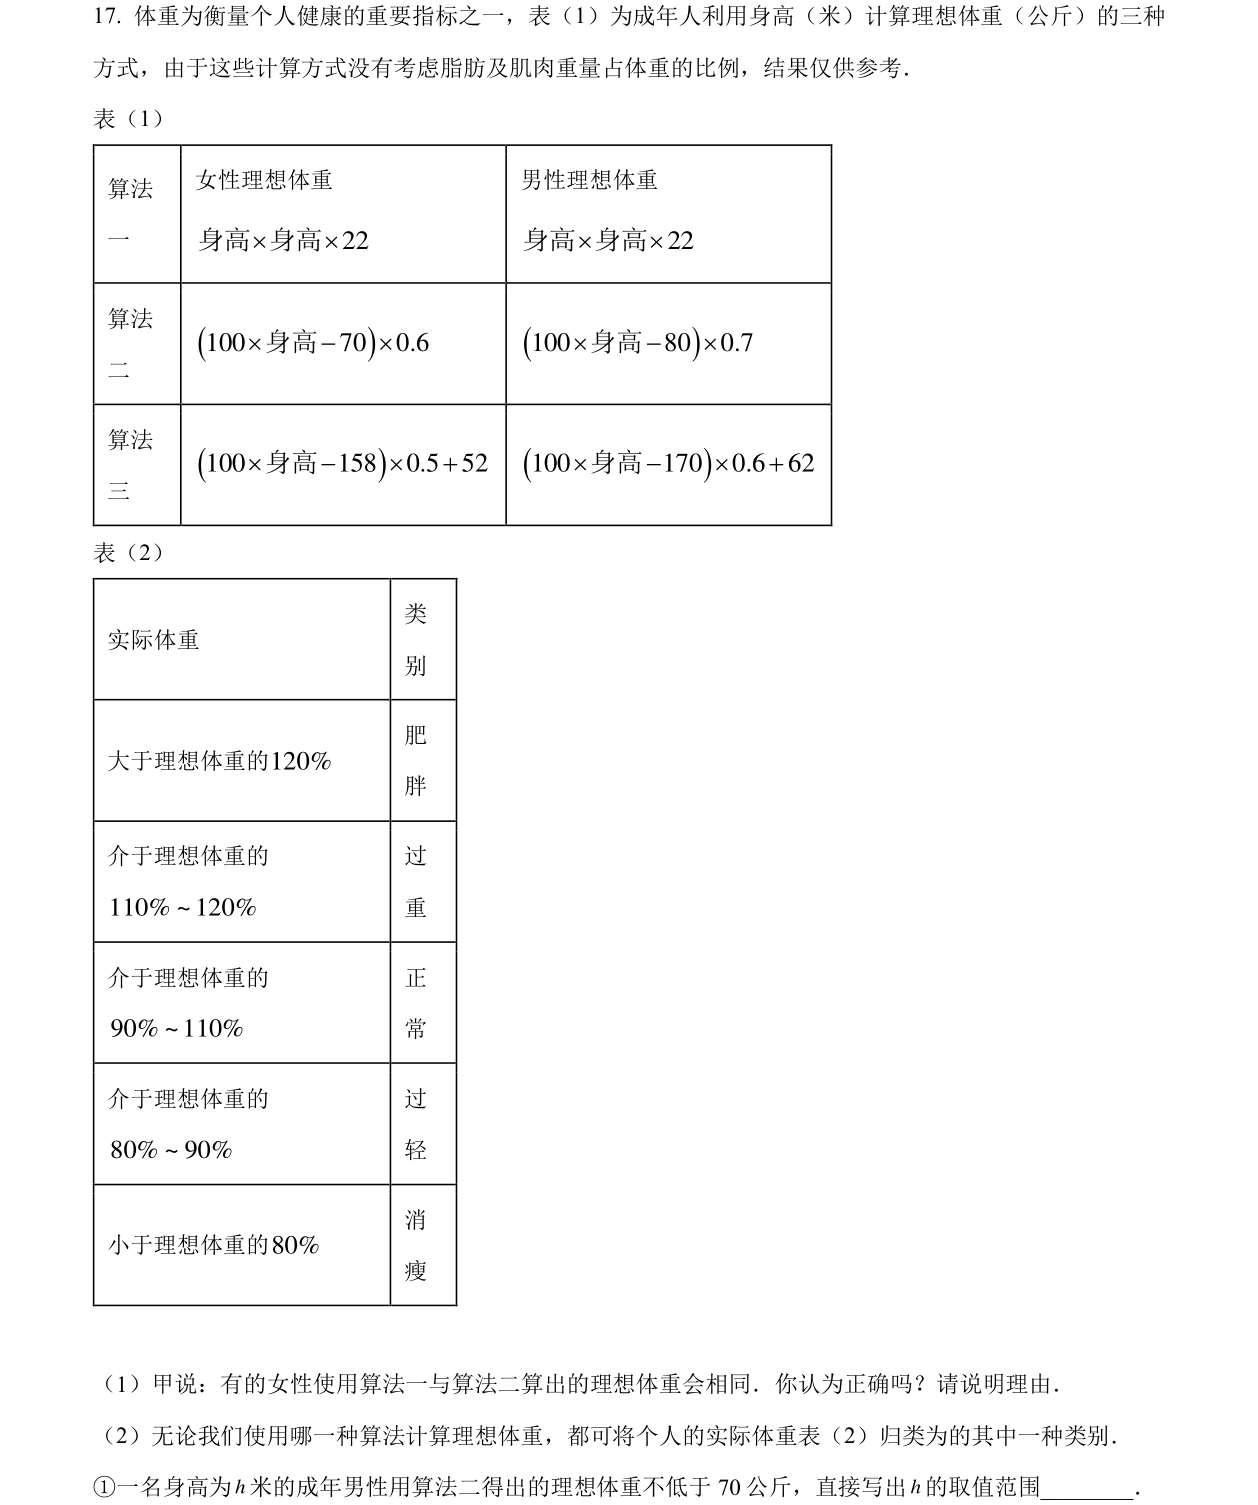 17. 体重为衡量个人健康的重要指标之一，表（1）为成年人利用身高（米）计算理想体重（公斤）的三种
方式，由于这些计算方式没有考虑脂肪及肌肉重量占体重的比例，结果仅供参考．
表（1）
算法
一
女性理想体重
身高×身高×22
男性理想体重
身高×身高×22
算法
二
(100×身高−70)×0.6
(100×身高−80)×0.7
算法
三
(100×身高−158)×0.5+52
(100×身高−170)×0.6+62
表（2）
实际体重
类
别
大于理想体重的120%
肥
胖
介于理想体重的
110%～120%
过
重
介于理想体重的
90%～110%
正
常
介于理想体重的
80%～90%
过
轻
小于理想体重的80%
消
瘦
（1）甲说：有的女性使用算法一与算法二算出的理想体重会相同．你认为正确吗？请说明理由．
（2）无论我们使用哪一种算法计算理想体重，都可将个人的实际体重表（2）归类为的其中一种类别．
①一名身高为h米的成年男性用算法二得出的理想体重不低于 70 公斤，直接写出h的取值范围________．